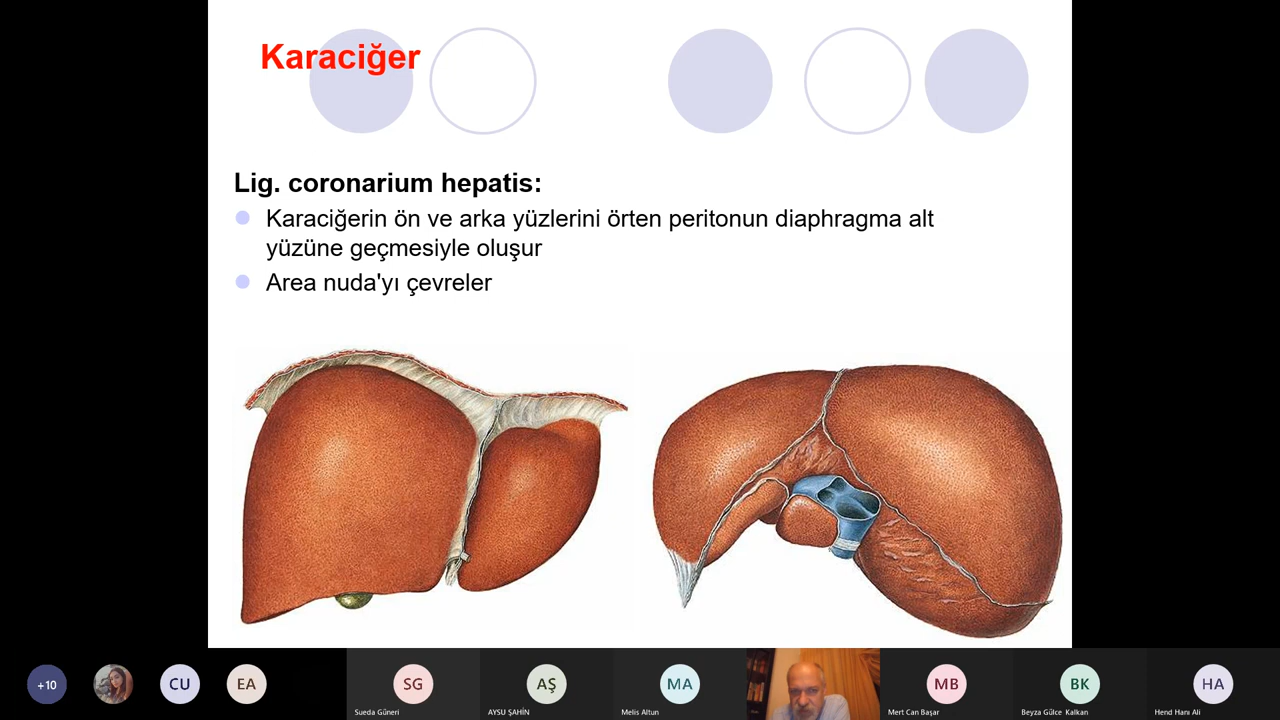 Karaciğer
Lig. coronarium hepatis:
Karaciğerin ön ve arka yüzlerini örten peritonun diaphragma alt
yüzüne geçmesiyle oluşur
Area nuda'yı çevreler
+10
CU
EA
SG
AŞ
MA
MB
BK
HA
Sueda Güneri
AYSU ŞAHİN
Melis Altun
Mert Can Başar
Beyza Gülce Kalkan
Hend Hanı Ali